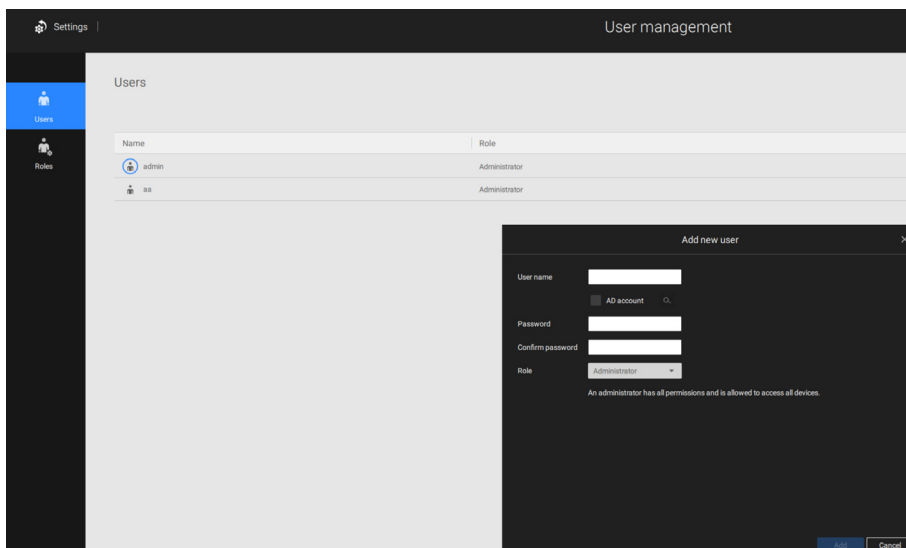 Settings
User management
Users
Users
Roles
Name Role
admin Administrator
aa Administrator
Add new user
User name
AD account
Password
Confirm password
Role Administrator
An administrator has all permissions and is allowed to access all devices.
Add Cancel